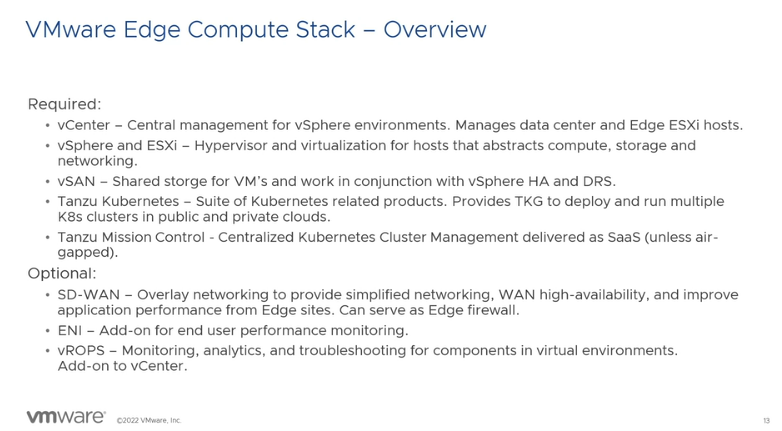 VMware Edge Compute Stack – Overview
Required:
• vCenter – Central management for vSphere environments. Manages data center and Edge ESXi hosts.
• vSphere and ESXi – Hypervisor and virtualization for hosts that abstracts compute, storage and
networking.
• vSAN – Shared storge for VM's and work in conjunction with vSphere HA and DRS.
• Tanzu Kubernetes – Suite of Kubernetes related products. Provides TKG to deploy and run multiple
K8s clusters in public and private clouds.
• Tanzu Mission Control - Centralized Kubernetes Cluster Management delivered as SaaS (unless air-
gapped).
Optional:
• SD-WAN – Overlay networking to provide simplified networking, WAN high-availability, and improve
application performance from Edge sites. Can serve as Edge firewall.
• ENI – Add-on for end user performance monitoring.
• vROPS – Monitoring, analytics, and troubleshooting for components in virtual environments.
Add-on to vCenter.
vmware ©2022 VMware, Inc. 13